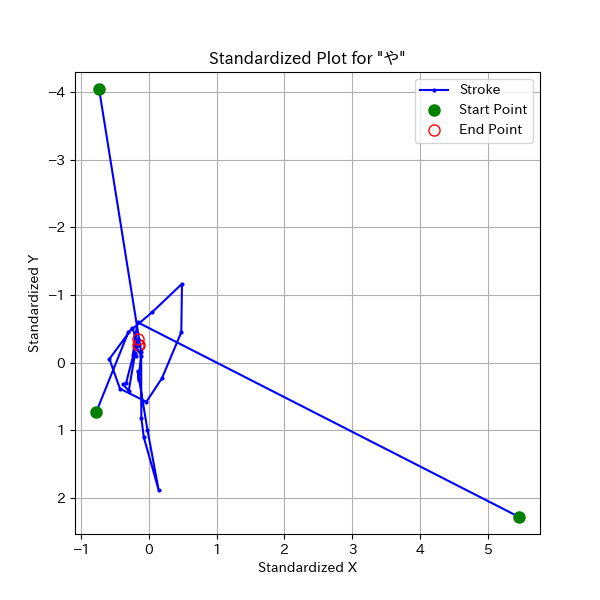 Standardized Plot for "や"
Stroke
Start Point
End Point
Standardized Y
−4
−3
−2
−1
0
1
2
−1 0 1 2 3 4 5
Standardized X